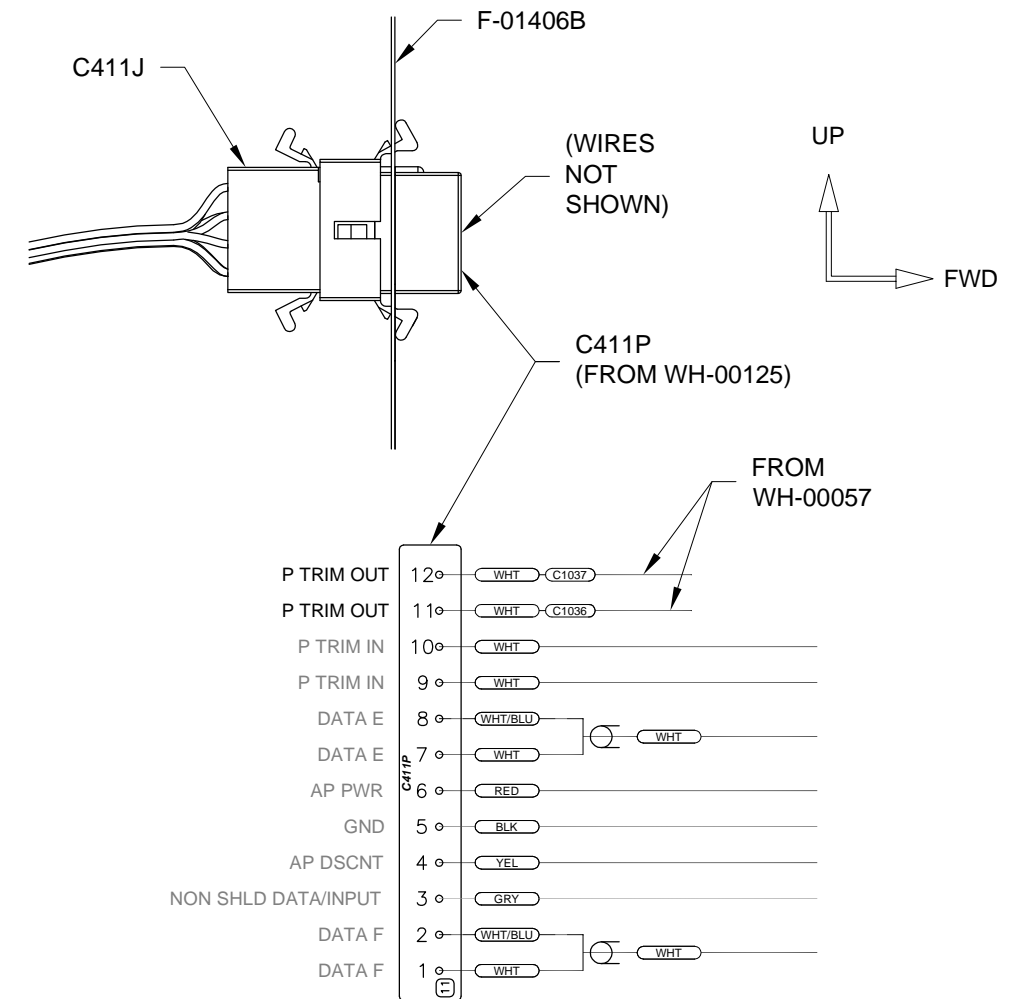 F-01406B
C411J
(WIRES
NOT
SHOWN)
UP
FWD
C411P
(FROM WH-00125)
FROM
WH-00057
P TRIM OUT 12 WHT C1037
P TRIM OUT 11 WHT C1036
P TRIM IN 10 WHT
P TRIM IN 9 WHT
DATA E 8 WHT/BLU
WHT
DATA E 7 WHT
C411P
AP PWR 6 RED
GND 5 BLK
AP DSCNT 4 YEL
NON SHLD DATA/INPUT 3 GRY
DATA F 2 WHT/BLU
WHT
DATA F 1 WHT
11